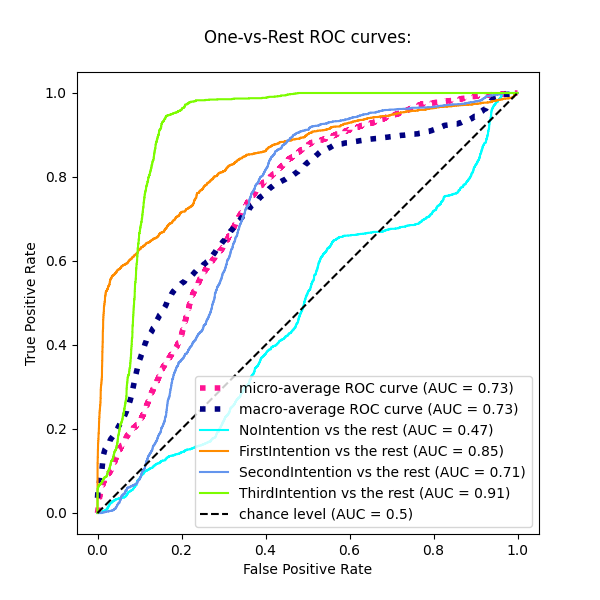 One-vs-Rest ROC curves:
True Positive Rate
1.0
0.8
0.6
0.4
0.2
0.0
micro-average ROC curve (AUC = 0.73)
macro-average ROC curve (AUC = 0.73)
NoIntention vs the rest (AUC = 0.47)
FirstIntention vs the rest (AUC = 0.85)
SecondIntention vs the rest (AUC = 0.71)
ThirdIntention vs the rest (AUC = 0.91)
chance level (AUC = 0.5)
0.0 0.2 0.4 0.6 0.8 1.0
False Positive Rate